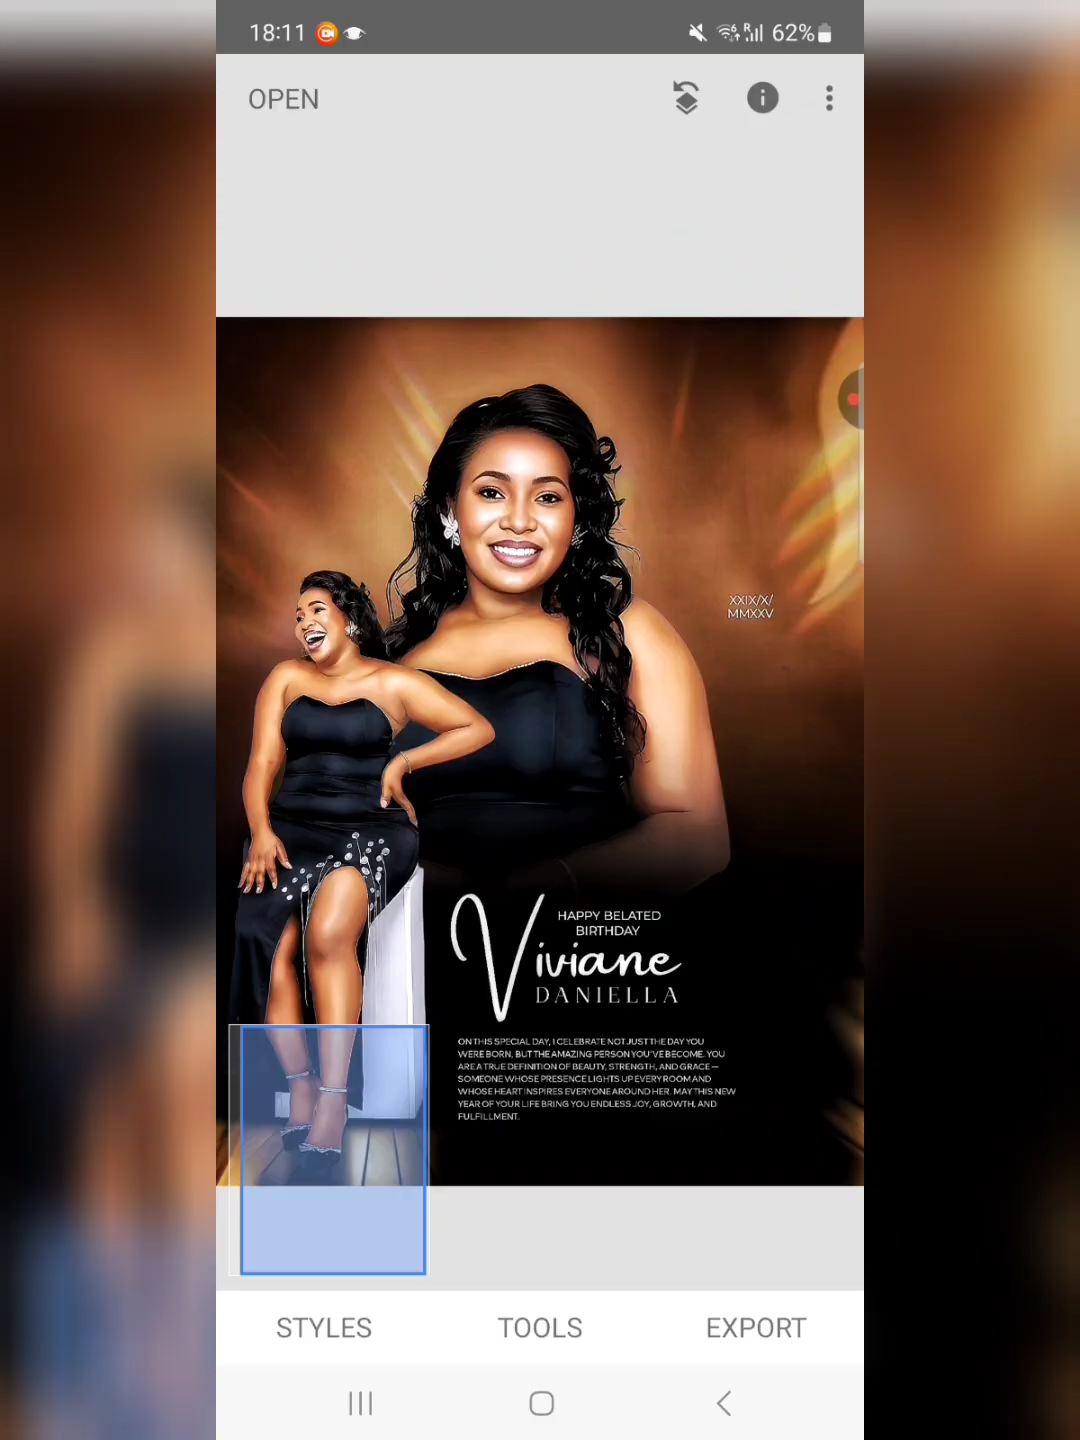 18:11
R
62%
OPEN
XXIX/X/
MMXXV
HAPPY BELATED
BIRTHDAY
Viviane
DANIELLA
ON THIS SPECIAL DAY, I CELEBRATE NOT JUST THE DAY YOU
WERE BORN, BUT THE AMAZING PERSON YOU'VE BECOME. YOU
ARE A TRUE DEFINITION OF BEAUTY, STRENGTH, AND GRACE —
SOMEONE WHOSE PRESENCE LIGHTS UP EVERY ROOM AND
WHOSE HEART INSPIRES EVERYONE AROUND HER. MAY THIS NEW
YEAR OF YOUR LIFE BRING YOU ENDLESS JOY, GROWTH, AND
FULFILLMENT.
STYLES
TOOLS
EXPORT